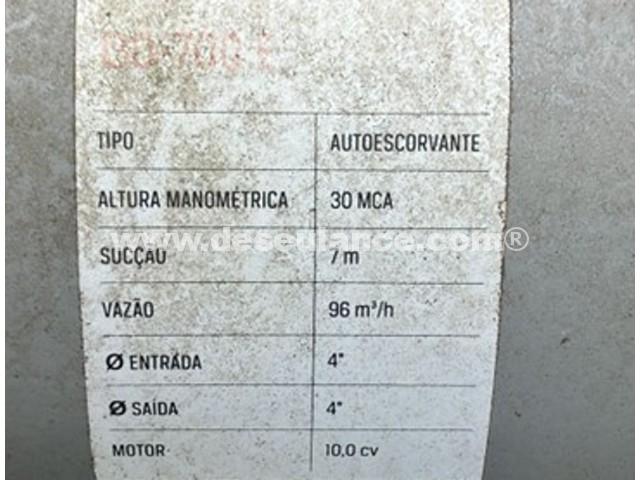 TIPO AUTOESCORVANTE
ALTURA MANOMÉTRICA 30 MCA
www.desenlance.com®
SUCÇÃO 7 m
VAZÃO 96 m³/h
Ø ENTRADA 4"
Ø SAÍDA 4"
MOTOR 10,0 cv